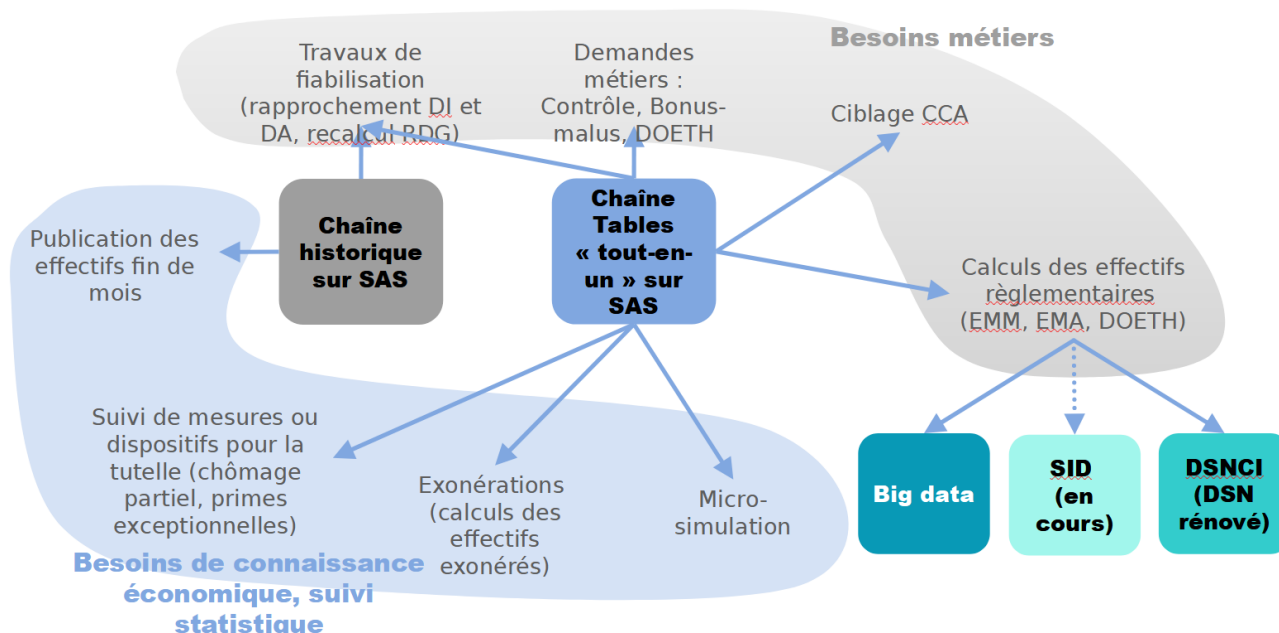 Besoins métiers
Travaux de
fiabilisation
(rapprochement DI et
DA, recalcul RDG)
Demandes
métiers :
Contrôle, Bonus-
malus, DOETH
Ciblage CCA
Chaîne
historique
sur SAS
Chaîne
Tables
« tout-en-
un » sur
SAS
Publication des
effectifs fin de
mois
Calculs des effectifs
règlementaires
(EMM, EMA, DOETH)
Suivi de mesures ou
dispositifs pour la
tutelle (chômage
partiel, primes
exceptionnelles)
Exonérations
(calculs des
effectifs
exonérés)
Micro-
simulation
Big data
SID
(en
cours)
DSNCI
(DSN
rénové)
Besoins de connaissance
économique, suivi
statistique